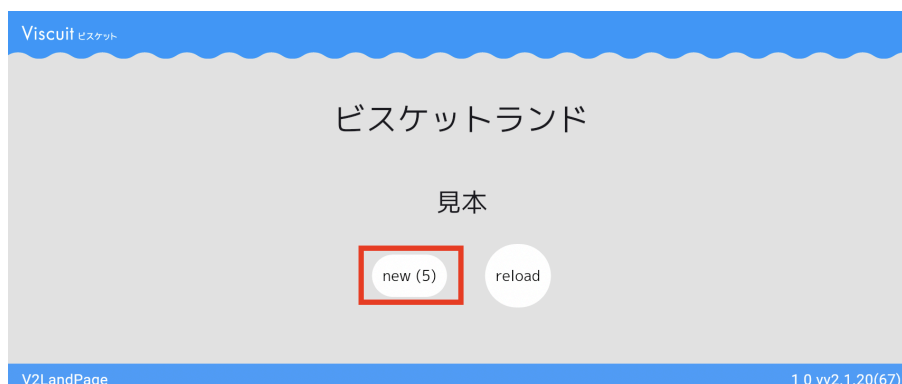 Viscuit ビスケット
ビスケットランド
見本
new (5) reload
V2LandPage 1.0 vv2.1.20(67)